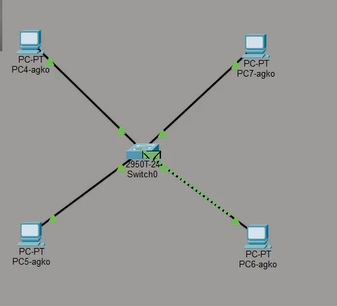 PC-PT
PC4-agko
PC-PT
PC7-agko
2950T-24
Switch0
PC-PT
PC5-agko
PC-PT
PC6-agko